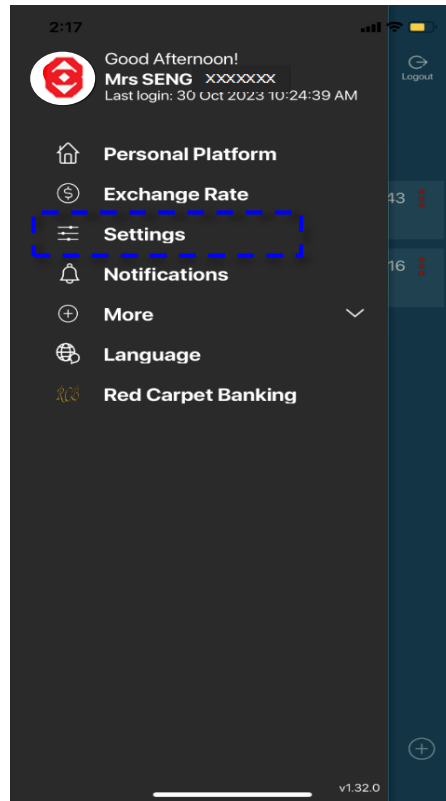 2:17
Good Afternoon!
Mrs SENG XXXXXXX
Last login: 30 Oct 2023 10:24:39 AM
Logout
Personal Platform
Exchange Rate
43
Settings
Notifications
16
More
Language
RCB
Red Carpet Banking
v1.32.0